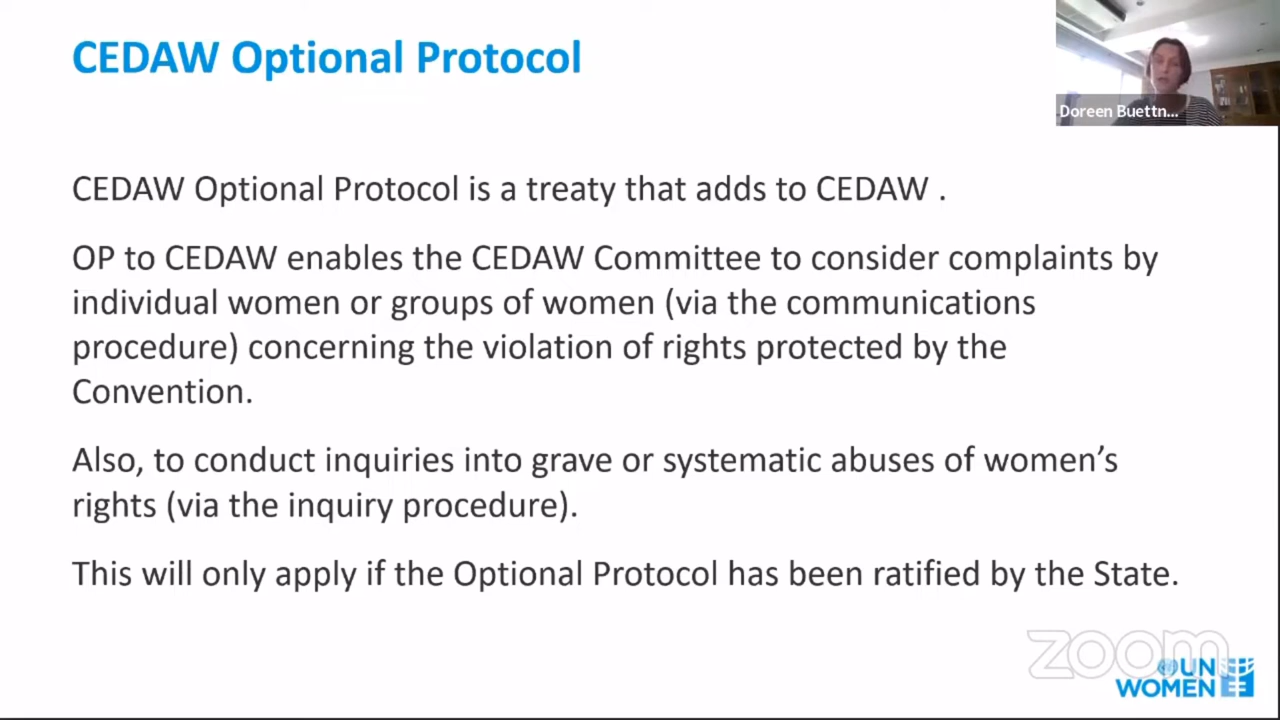 CEDAW Optional Protocol
Doreen Buettn...
CEDAW Optional Protocol is a treaty that adds to CEDAW .
OP to CEDAW enables the CEDAW Committee to consider complaints by
individual women or groups of women (via the communications
procedure) concerning the violation of rights protected by the
Convention.
Also, to conduct inquiries into grave or systematic abuses of women’s
rights (via the inquiry procedure).
This will only apply if the Optional Protocol has been ratified by the State.
zoom
UN
WOMEN